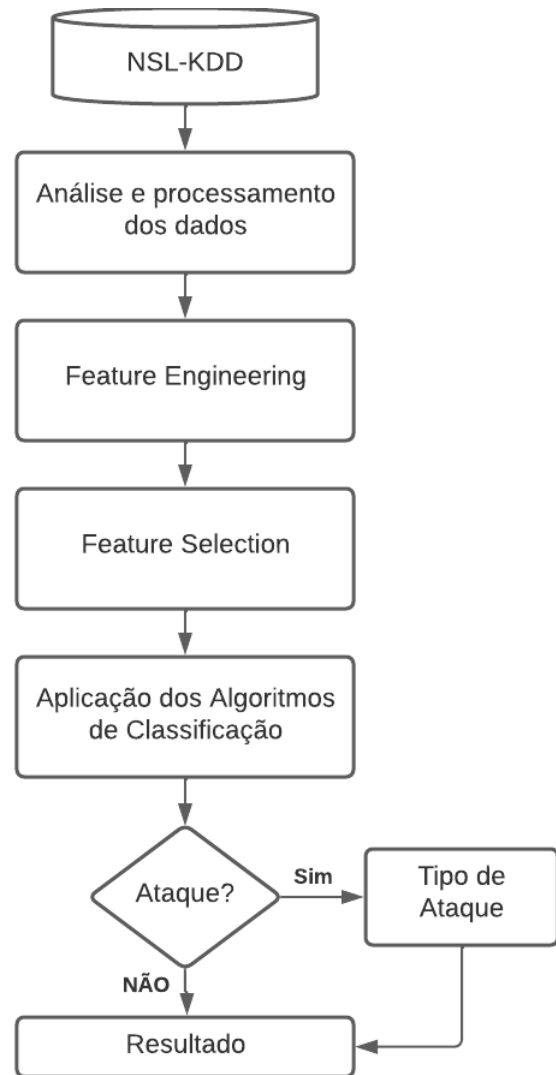 NSL-KDD
Análise e processamento
dos dados
Feature Engineering
Feature Selection
Aplicação dos Algoritmos
de Classificação
Ataque?
Sim
Tipo de
Ataque
NÃO
Resultado